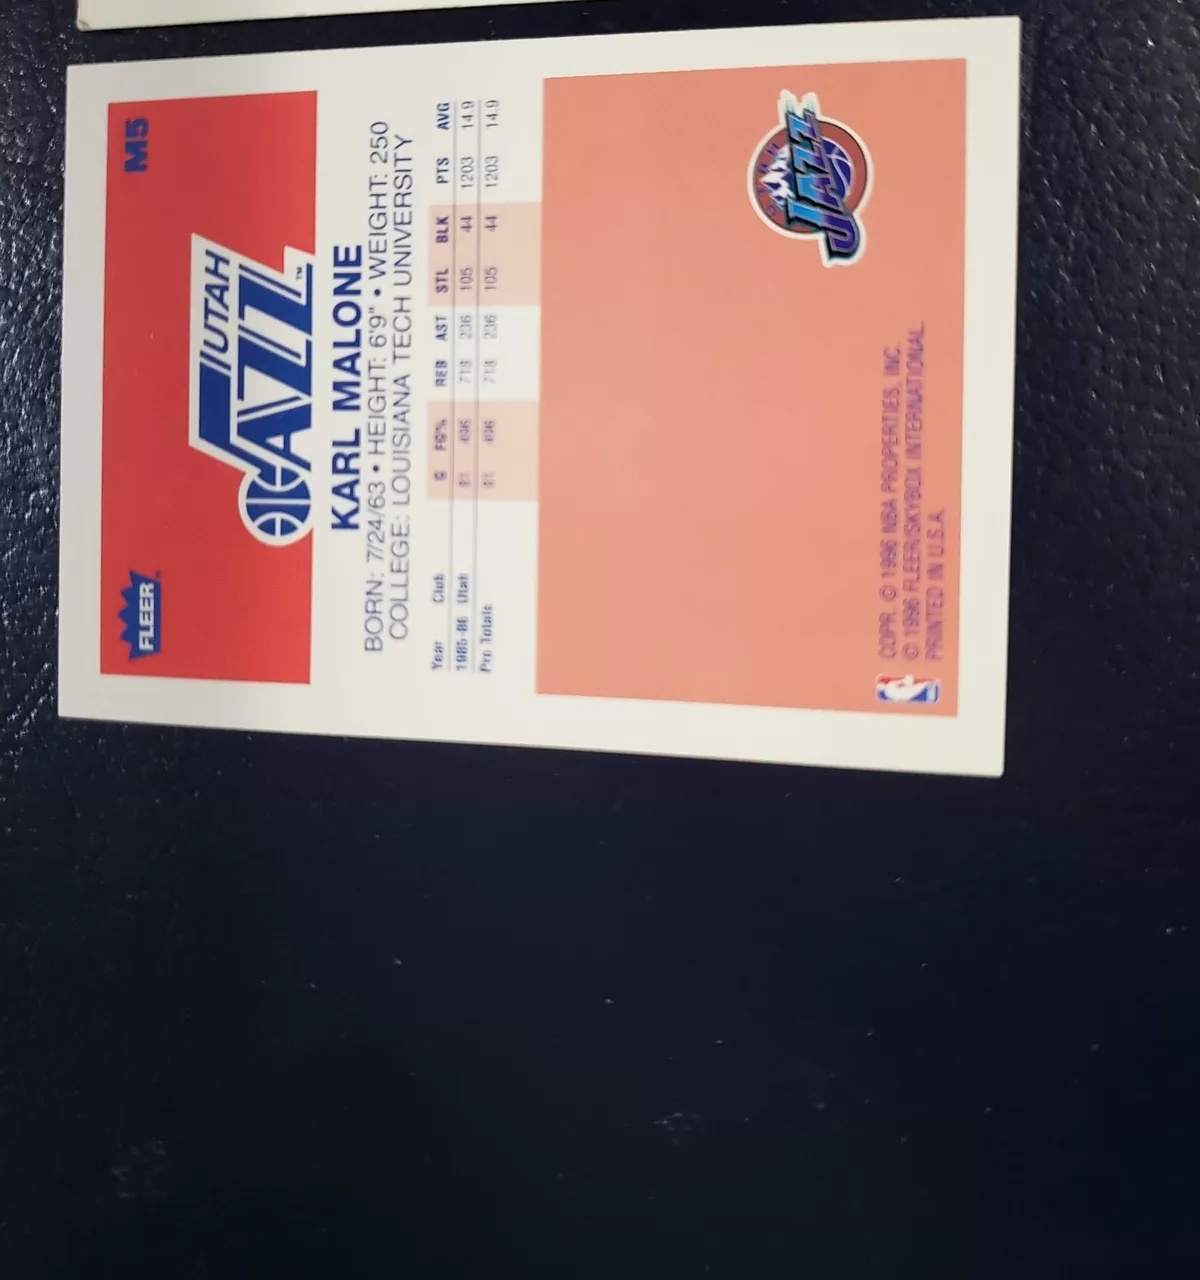 FLEER
M5
UTAH
JAZZ
™
KARL MALONE
BORN: 7/24/63 • HEIGHT: 6'9" • WEIGHT: 250
COLLEGE: LOUISIANA TECH UNIVERSITY
Year Club G FG% REB AST STL BLK PTS AVG
1985-86 Utah 81 .496 718 236 105 44 1203 14.9
Pro Totals 81 .496 718 236 105 44 1203 14.9
COPR. © 1996 NBA PROPERTIES, INC.
© 1996 FLEER/SKYBOX INTERNATIONAL.
PRINTED IN U.S.A.
UTAH
JAZZ